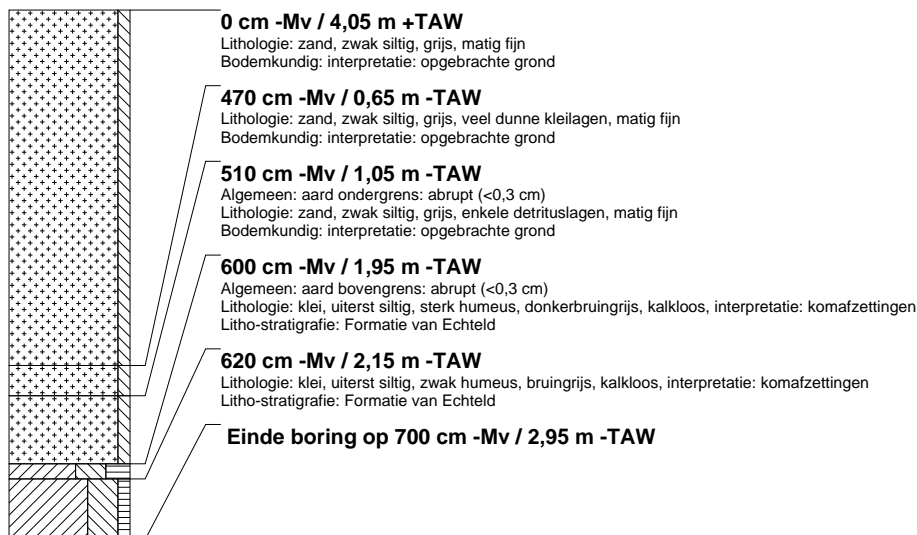 0 cm -Mv / 4,05 m +TAW
Lithologie: zand, zwak siltig, grijs, matig fijn
Bodemkundig: interpretatie: opgebrachte grond
470 cm -Mv / 0,65 m -TAW
Lithologie: zand, zwak siltig, grijs, veel dunne kleilagen, matig fijn
Bodemkundig: interpretatie: opgebrachte grond
510 cm -Mv / 1,05 m -TAW
Algemeen: aard ondergrens: abrupt (<0,3 cm)
Lithologie: zand, zwak siltig, grijs, enkele detrituslagen, matig fijn
Bodemkundig: interpretatie: opgebrachte grond
600 cm -Mv / 1,95 m -TAW
Algemeen: aard bovengrens: abrupt (<0,3 cm)
Lithologie: klei, uiterst siltig, sterk humeus, donkerbruingrijs, kalkloos, interpretatie: komafzettingen
Litho-stratigrafie: Formatie van Echteld
620 cm -Mv / 2,15 m -TAW
Lithologie: klei, uiterst siltig, zwak humeus, bruingrijs, kalkloos, interpretatie: komafzettingen
Litho-stratigrafie: Formatie van Echteld
Einde boring op 700 cm -Mv / 2,95 m -TAW